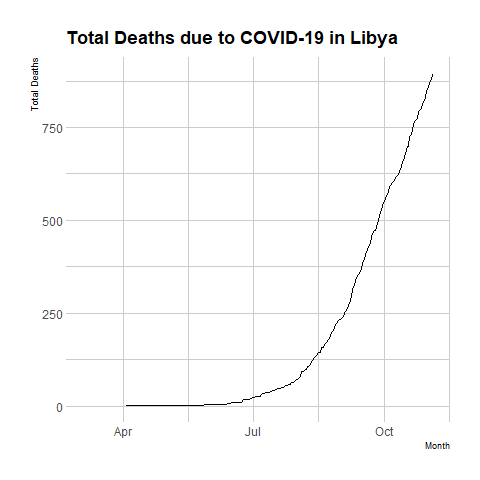 Total Deaths due to COVID-19 in Libya
Total Deaths
750
500
250
0
Apr
Jul
Oct
Month